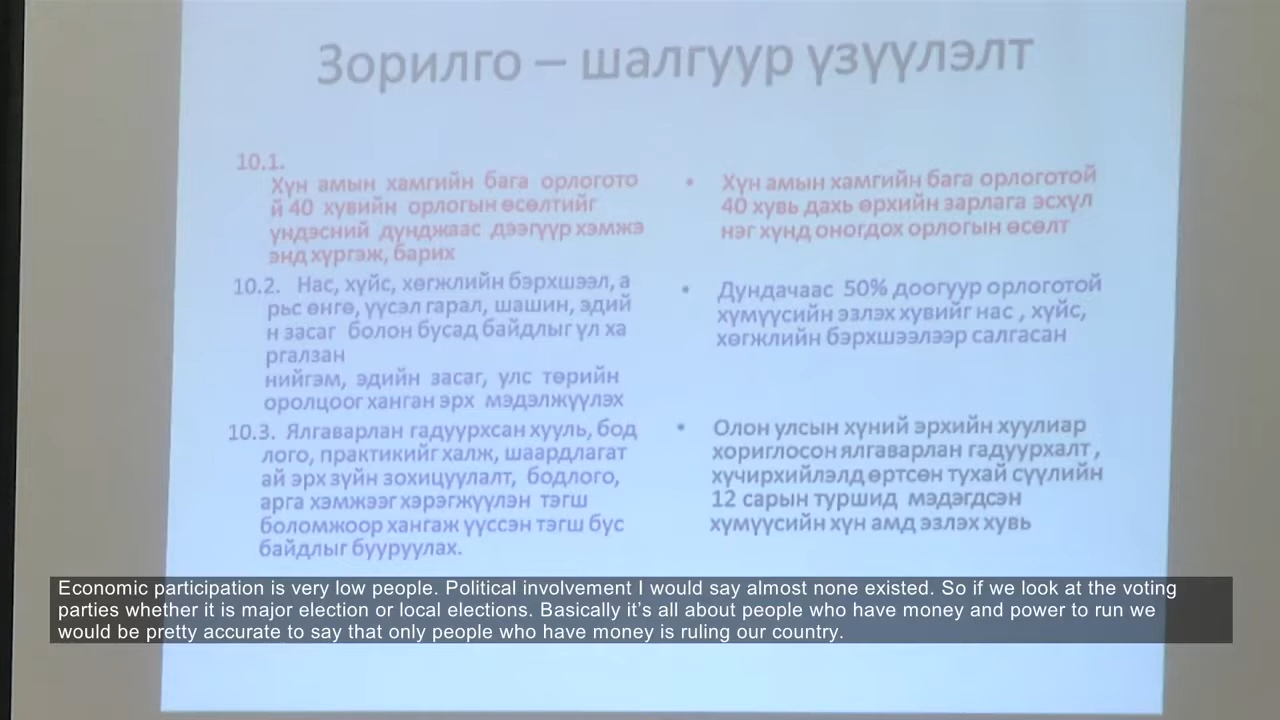 Зорилго – шалгуур үзүүлэлт
10.1.
Хүн амын хамгийн бага орлогото
й 40 хувийн орлогын өсөлтийг
үндэсний дунджаас дээгүүр хэмжэ
энд хүргэж, барих
10.2. Нас, хүйс, хөгжлийн бэрхшээл, а
рьс өнгө, үүсэл гарал, шашин, эдий
н засаг болон бусад байдлыг үл ха
ргалзан
нийгэм, эдийн засаг, улс төрийн
оролцоог ханган эрх мэдэлжүүлэх
10.3. Ялгаварлан гадуурхсан хууль, бод
лого, практикийг халж, шаардлагат
ай эрх зүйн зохицуулалт, бодлого,
арга хэмжээг хэрэгжүүлэн тэгш
боломжоор хангаж үүссэн тэгш бус
байдлыг бууруулах.
• Хүн амын хамгийн бага орлоготой
40 хувь дахь өрхийн зарлага эсхүл
нэг хүнд оногдох орлогын өсөлт
• Дундачаас 50% доогуур орлоготой
хүмүүсийн эзлэх хувийг нас , хүйс,
хөгжлийн бэрхшээлээр салгасан
• Олон улсын хүний эрхийн хуулиар
хориглосон ялгаварлан гадуурхалт ,
хүчирхийлэлд өртсөн тухай сүүлийн
12 сарын туршид мэдэгдсэн
хүмүүсийн хүн амд эзлэх хувь
Economic participation is very low people. Political involvement I would say almost none existed. So if we look at the voting
parties whether it is major election or local elections. Basically it's all about people who have money and power to run we
would be pretty accurate to say that only people who have money is ruling our country.